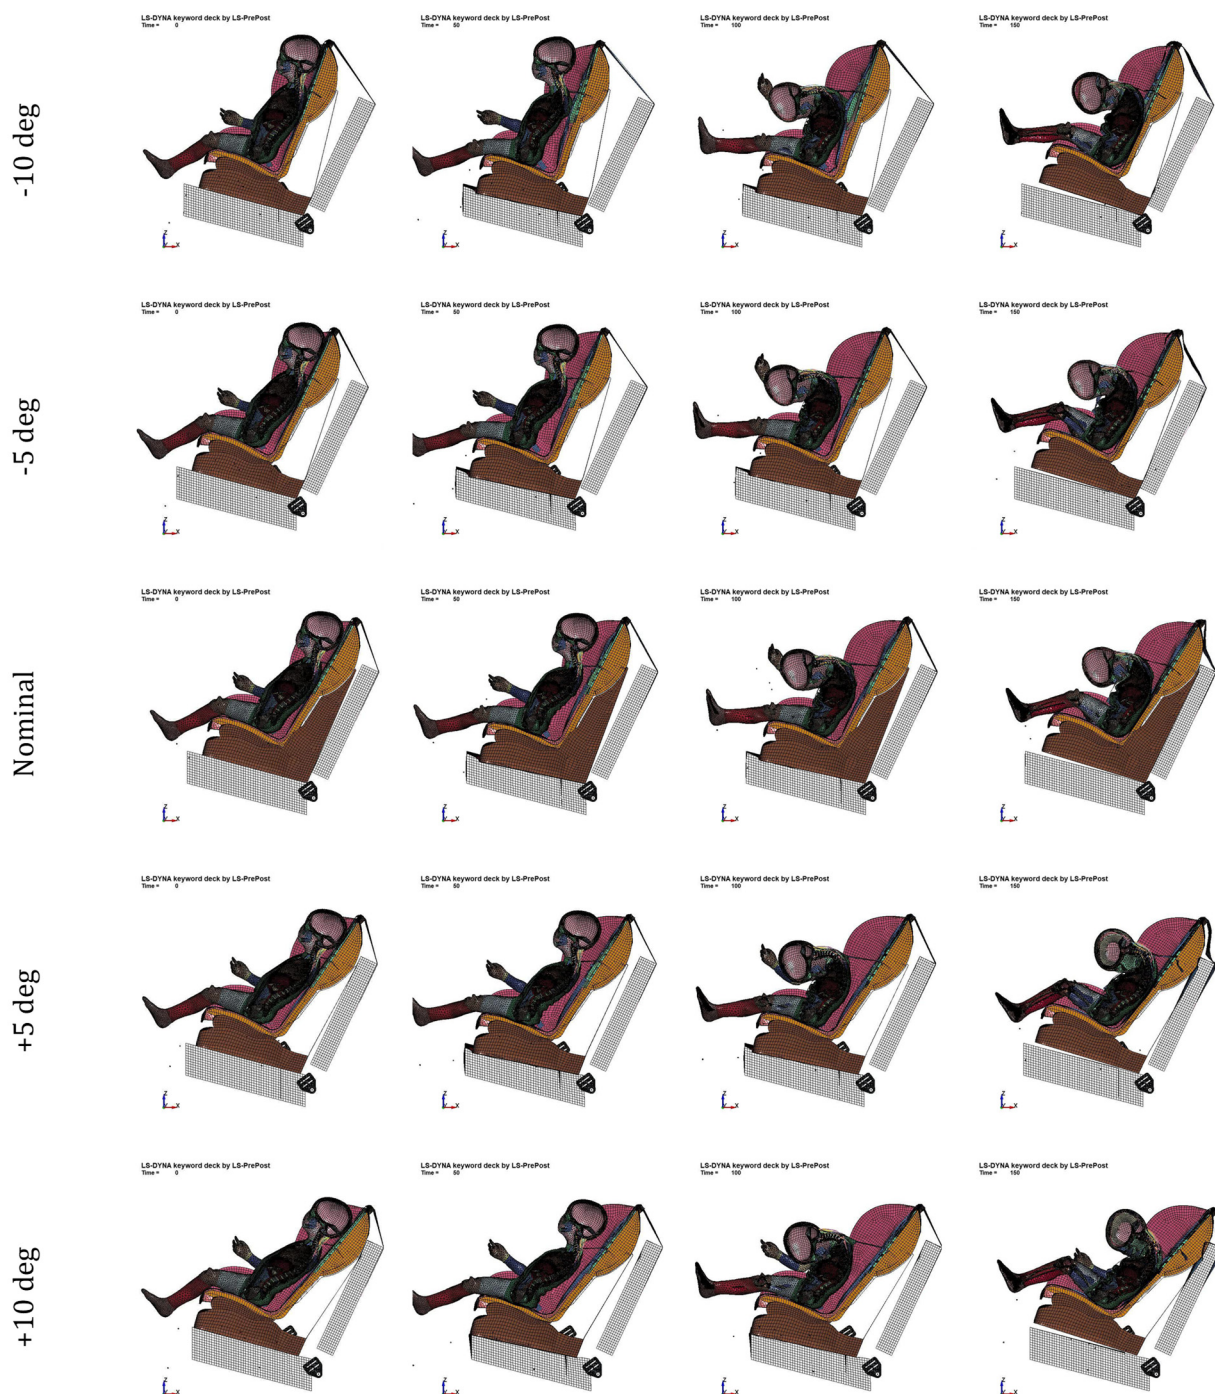 -10 deg
LS-DYNA keyword deck by LS-PrePost
Time = 0
LS-DYNA keyword deck by LS-PrePost
Time = 50
LS-DYNA keyword deck by LS-PrePost
Time = 100
LS-DYNA keyword deck by LS-PrePost
Time = 150
Z
Y X
Z
Y X
Z
Y X
Z
Y X
-5 deg
LS-DYNA keyword deck by LS-PrePost
Time = 0
LS-DYNA keyword deck by LS-PrePost
Time = 50
LS-DYNA keyword deck by LS-PrePost
Time = 100
LS-DYNA keyword deck by LS-PrePost
Time = 150
Z
Y X
Z
Y X
Z
Y X
Z
Y X
Nominal
LS-DYNA keyword deck by LS-PrePost
Time = 0
LS-DYNA keyword deck by LS-PrePost
Time = 50
LS-DYNA keyword deck by LS-PrePost
Time = 100
LS-DYNA keyword deck by LS-PrePost
Time = 150
Z
Y X
Z
Y X
Z
Y X
Z
Y X
+5 deg
LS-DYNA keyword deck by LS-PrePost
Time = 0
LS-DYNA keyword deck by LS-PrePost
Time = 50
LS-DYNA keyword deck by LS-PrePost
Time = 100
LS-DYNA keyword deck by LS-PrePost
Time = 150
Z
Y X
Z
Y X
Z
Y X
Z
Y X
+10 deg
LS-DYNA keyword deck by LS-PrePost
Time = 0
LS-DYNA keyword deck by LS-PrePost
Time = 50
LS-DYNA keyword deck by LS-PrePost
Time = 100
LS-DYNA keyword deck by LS-PrePost
Time = 150
Z
Y X
Z
Y X
Z
Y X
Z
Y X